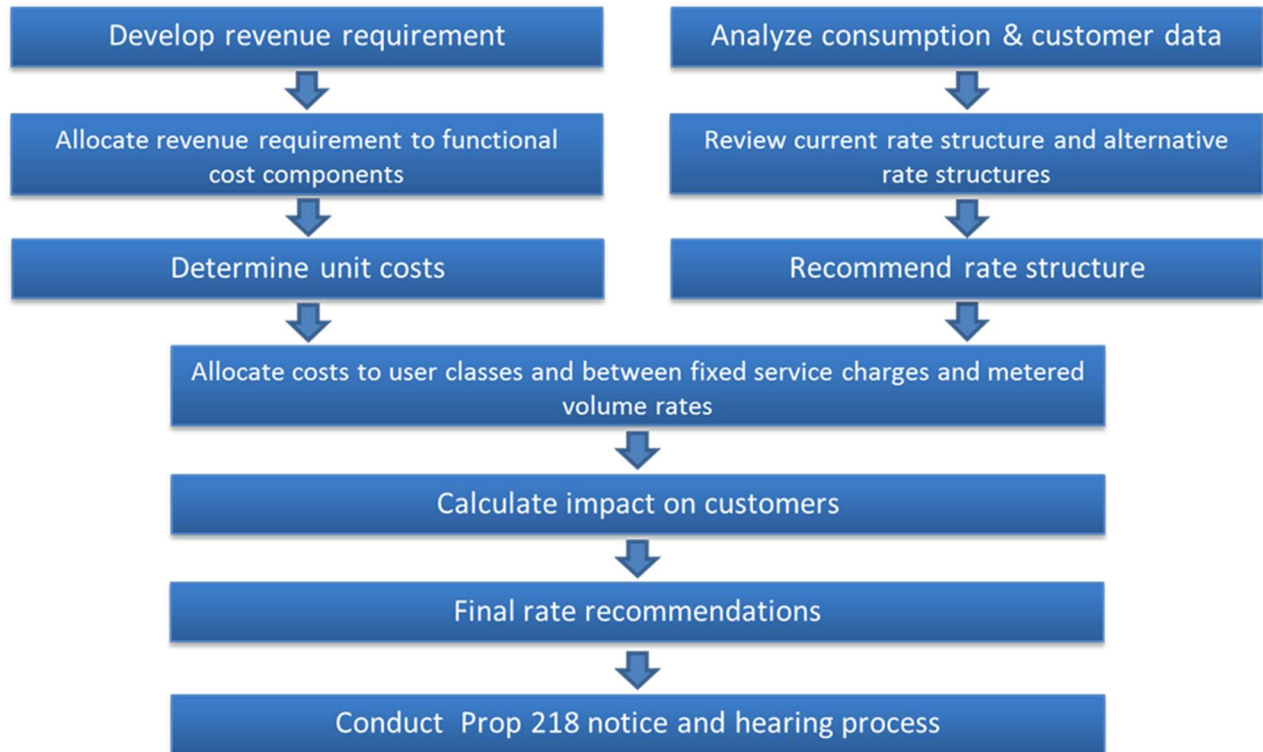 Develop revenue requirement
Analyze consumption & customer data
Allocate revenue requirement to functional
cost components
Review current rate structure and alternative
rate structures
Determine unit costs
Recommend rate structure
Allocate costs to user classes and between fixed service charges and metered
volume rates
Calculate impact on customers
Final rate recommendations
Conduct Prop 218 notice and hearing process